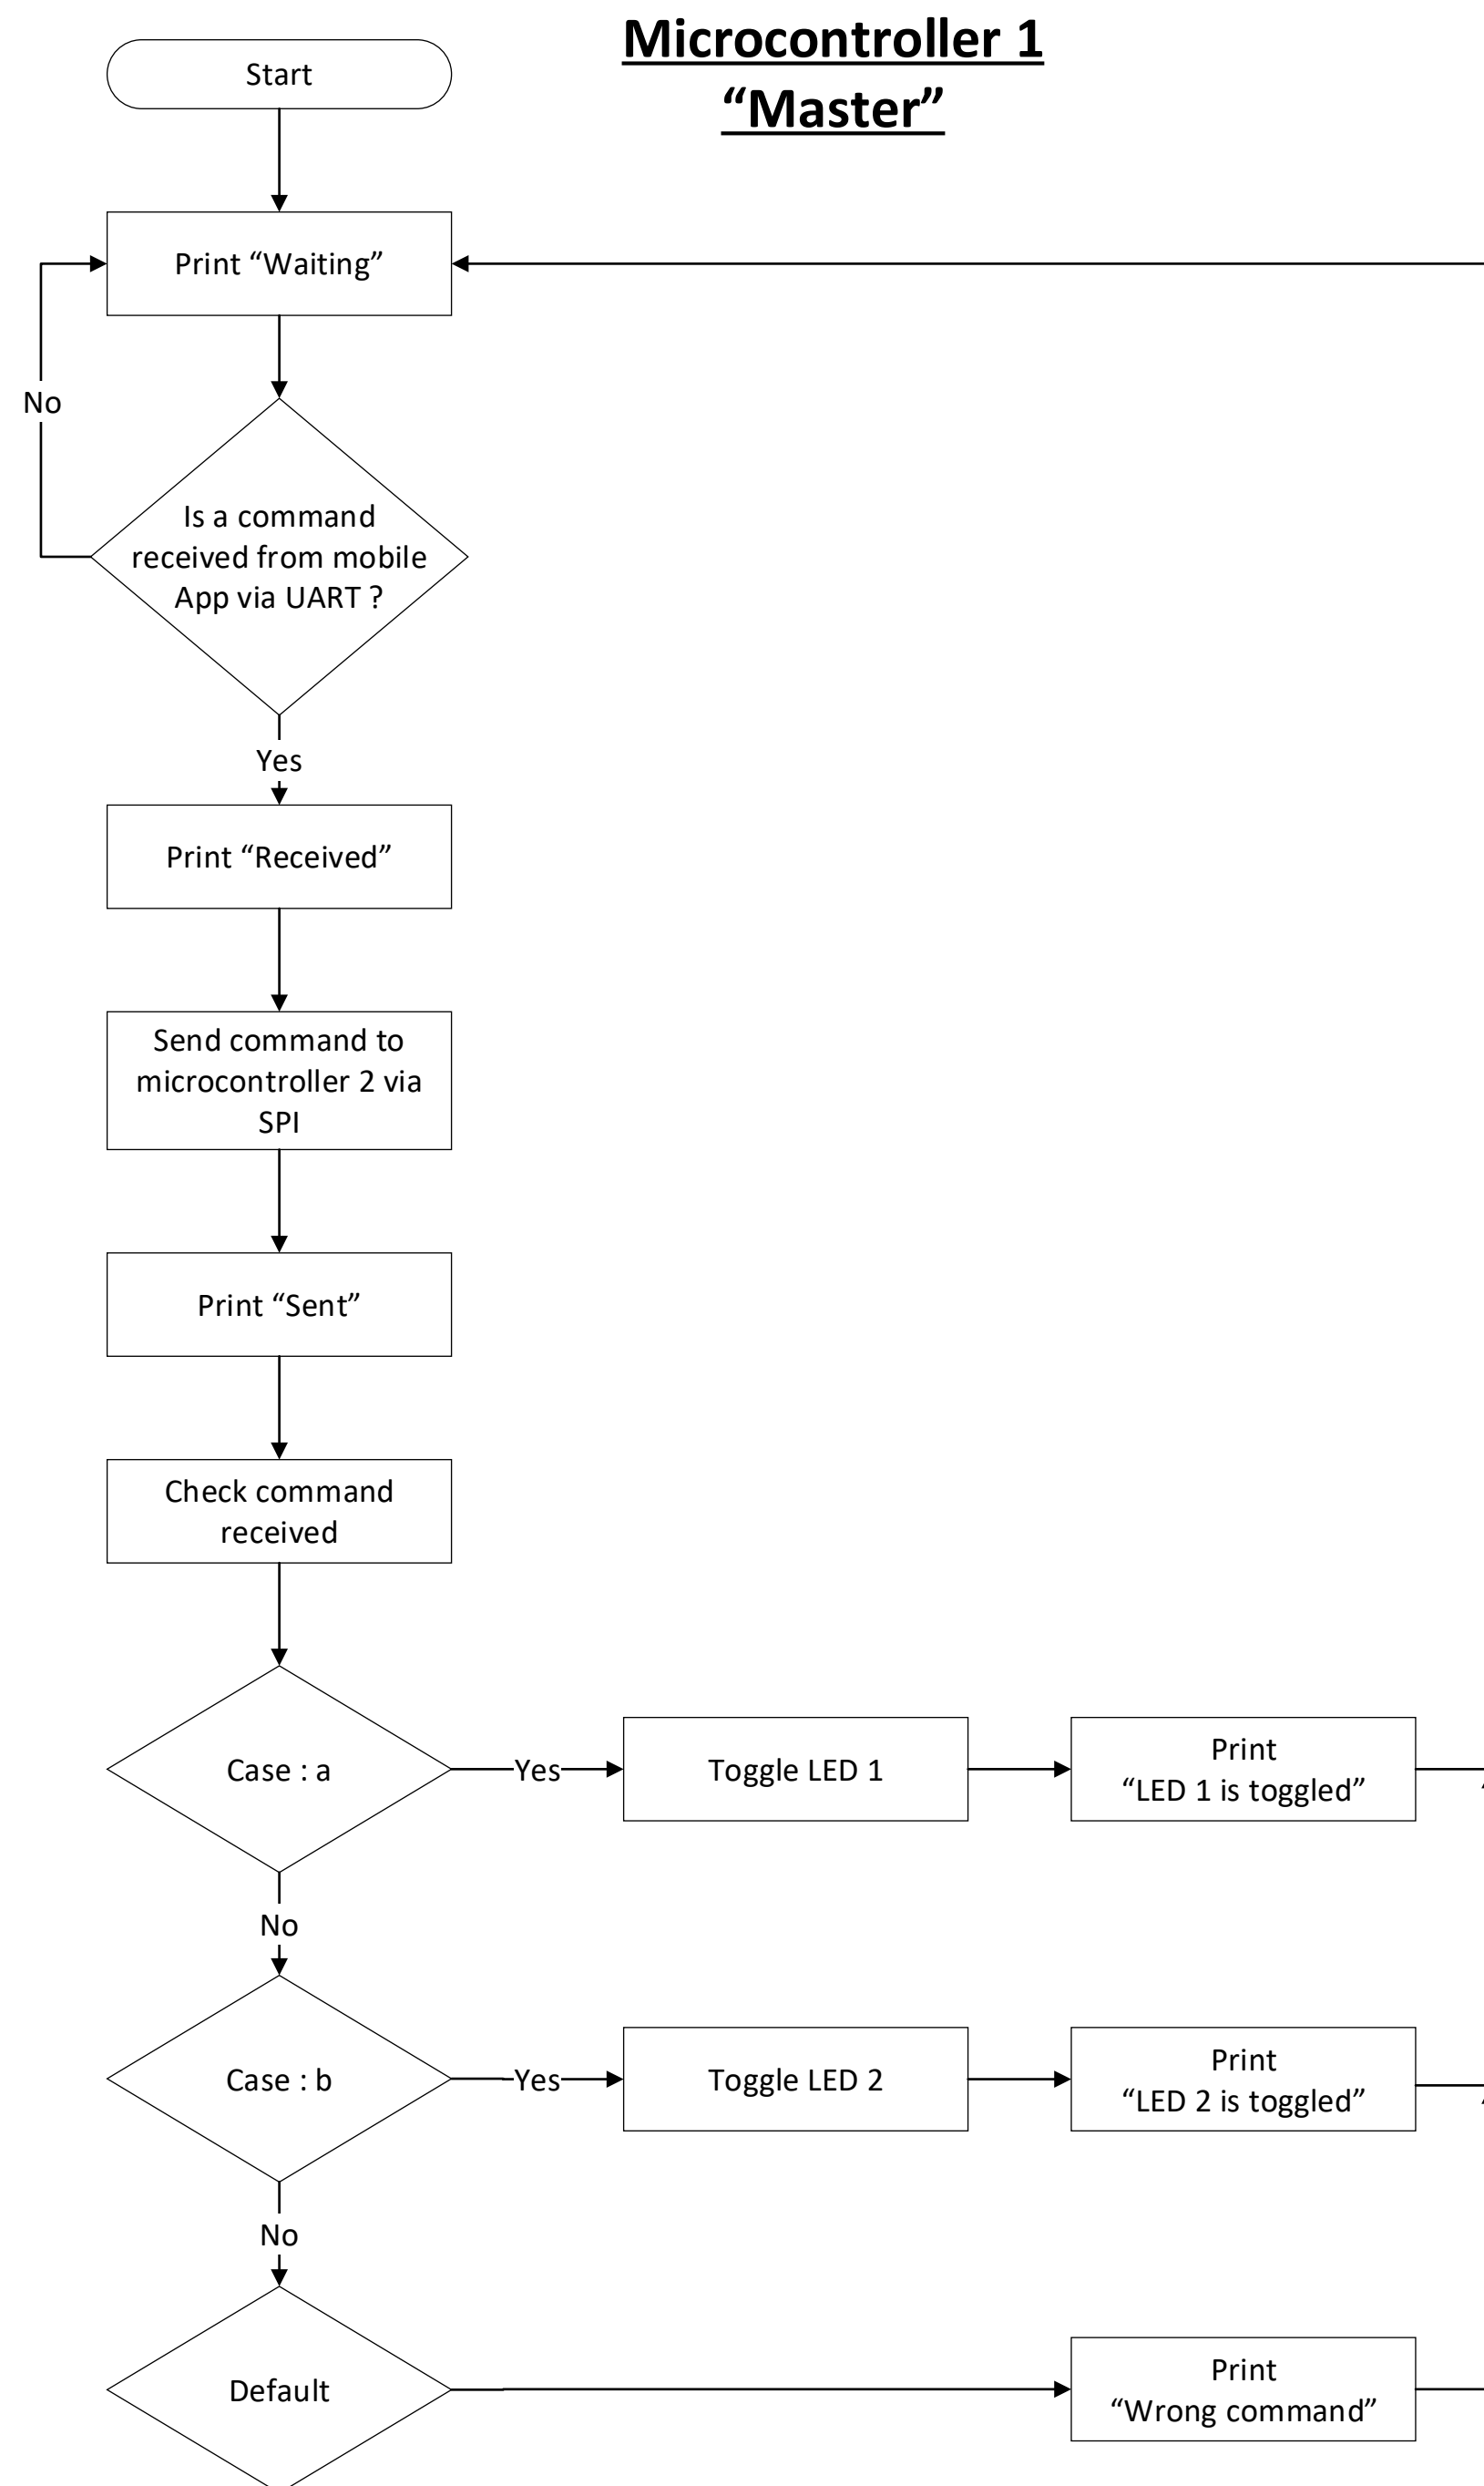 Microcontroller 1
“Master”
Start
Print “Waiting”
No
Is a command
received from mobile
App via UART ?
Yes
Print “Received”
Send command to
microcontroller 2 via
SPI
Print “Sent”
Check command
received
Case : a
Yes
Toggle LED 1
Print
“LED 1 is toggled”
No
Case : b
Yes
Toggle LED 2
Print
“LED 2 is toggled”
No
Default
Print
“Wrong command”